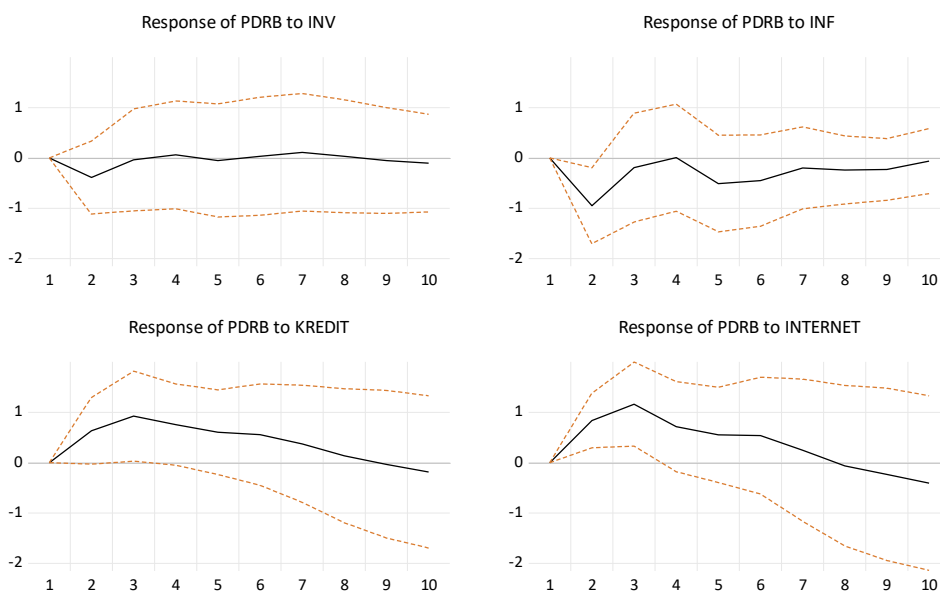 Response of PDRB to INV
1
0
-1
-2
1 2 3 4 5 6 7 8 9 10
Response of PDRB to INF
1
0
-1
-2
1 2 3 4 5 6 7 8 9 10
Response of PDRB to KREDIT
1
0
-1
-2
1 2 3 4 5 6 7 8 9 10
Response of PDRB to INTERNET
1
0
-1
-2
1 2 3 4 5 6 7 8 9 10